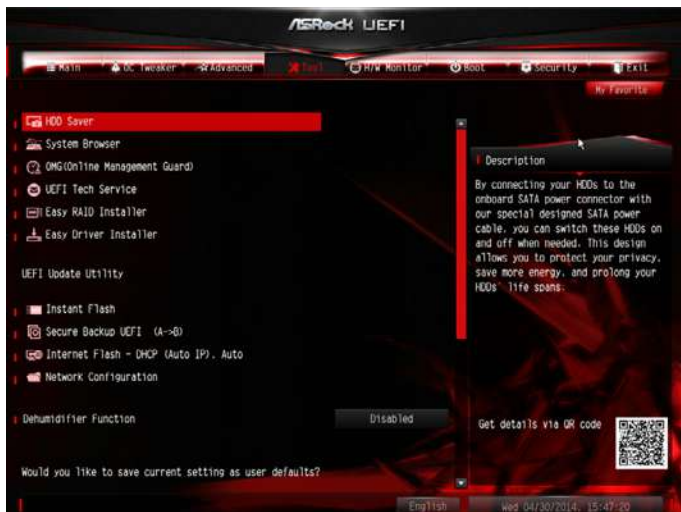 ASRock UEFI
Main
OC Tweaker
Advanced
Tool
H/W Monitor
Boot
Security
Exit
My Favorite
HDD Saver
System Browser
OMG(Online Management Guard)
UEFI Tech Service
Easy RAID Installer
Easy Driver Installer
UEFI Update Utility
Instant Flash
Secure Backup UEFI (A->B)
Internet Flash - DHCP (Auto IP), Auto
Network Configuration
Dehumidifier Function
Disabled
Would you like to save current setting as user defaults?
Description
By connecting your HDDs to the
onboard SATA power connector with
our special designed SATA power
cable, you can switch these HDDs on
and off when needed. This design
allows you to protect your privacy,
save more energy, and prolong your
HDDs' life spans.
Get details via QR code
English
Wed 04/30/2014, 15:47:20